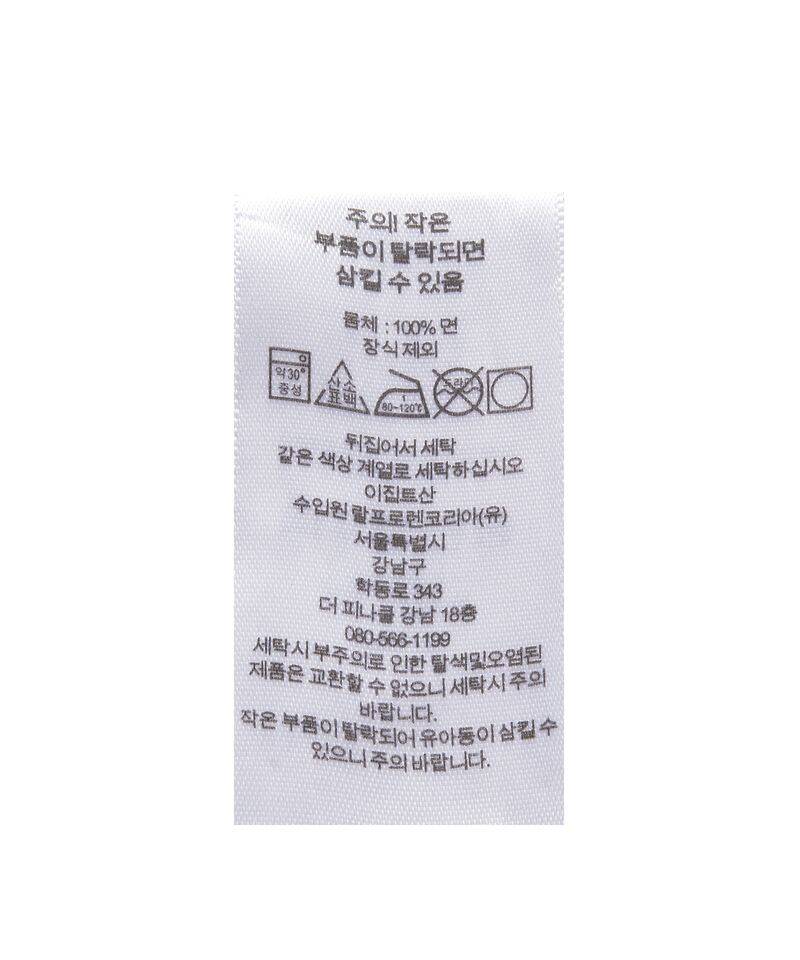 주의! 작은
부품이 탈락되면
삼킬 수 있음
몸체 : 100% 면
장식 제외
약 30°
중성
산소
표백
1
80~120℃
드라이
뒤집어서 세탁
같은 색상 계열로 세탁하십시오
이집트산
수입원 랄프로렌코리아(유)
서울특별시
강남구
학동로 343
더 피나클 강남 18층
080-566-1199
세탁시 부주의로 인한 탈색및오염된
제품은 교환할 수 없으니 세탁시 주의
바랍니다.
작은 부품이 탈락되어 유아동이 삼킬 수
있으니 주의 바랍니다.